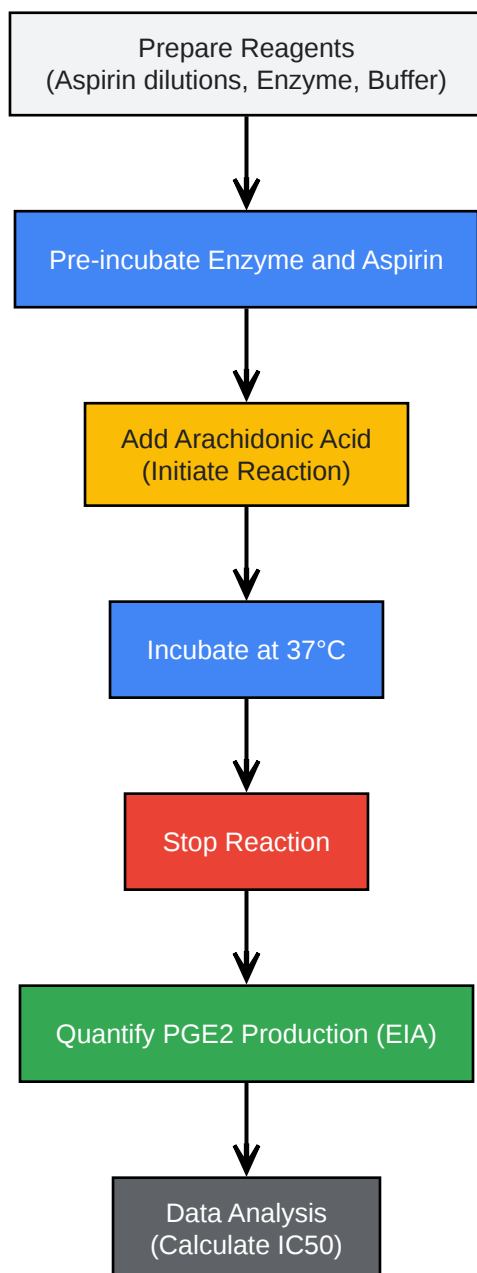 Prepare Reagents
(Aspirin dilutions, Enzyme, Buffer)
Pre-incubate Enzyme and Aspirin
Add Arachidonic Acid
(Initiate Reaction)
Incubate at 37°C
Stop Reaction
Quantify PGE2 Production (EIA)
Data Analysis
(Calculate IC50)